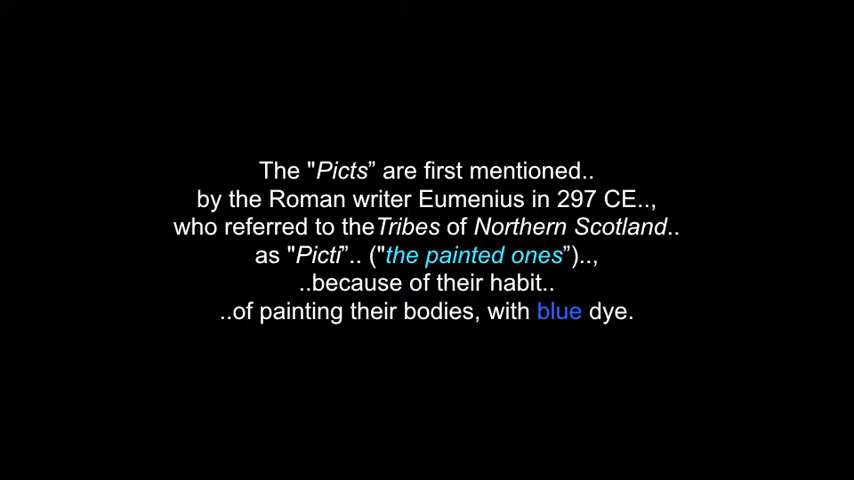 The "Picts” are first mentioned..
by the Roman writer Eumenius in 297 CE..,
who referred to theTribes of Northern Scotland..
as "Picti”.. ("the painted ones”)..,
..because of their habit..
..of painting their bodies, with blue dye.